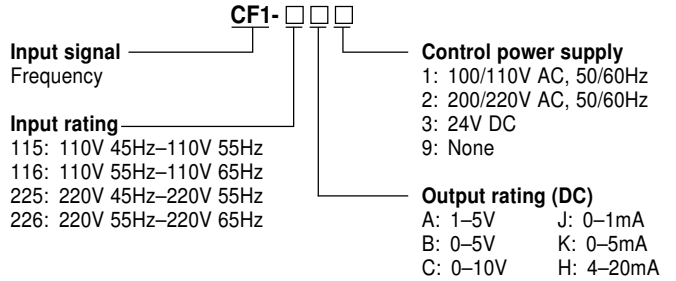 CF1- □ □ □
Input signal
Frequency
Input rating
115: 110V 45Hz–110V 55Hz
116: 110V 55Hz–110V 65Hz
225: 220V 45Hz–220V 55Hz
226: 220V 55Hz–220V 65Hz
Control power supply
1: 100/110V AC, 50/60Hz
2: 200/220V AC, 50/60Hz
3: 24V DC
9: None
Output rating (DC)
A: 1–5V J: 0–1mA
B: 0–5V K: 0–5mA
C: 0–10V H: 4–20mA